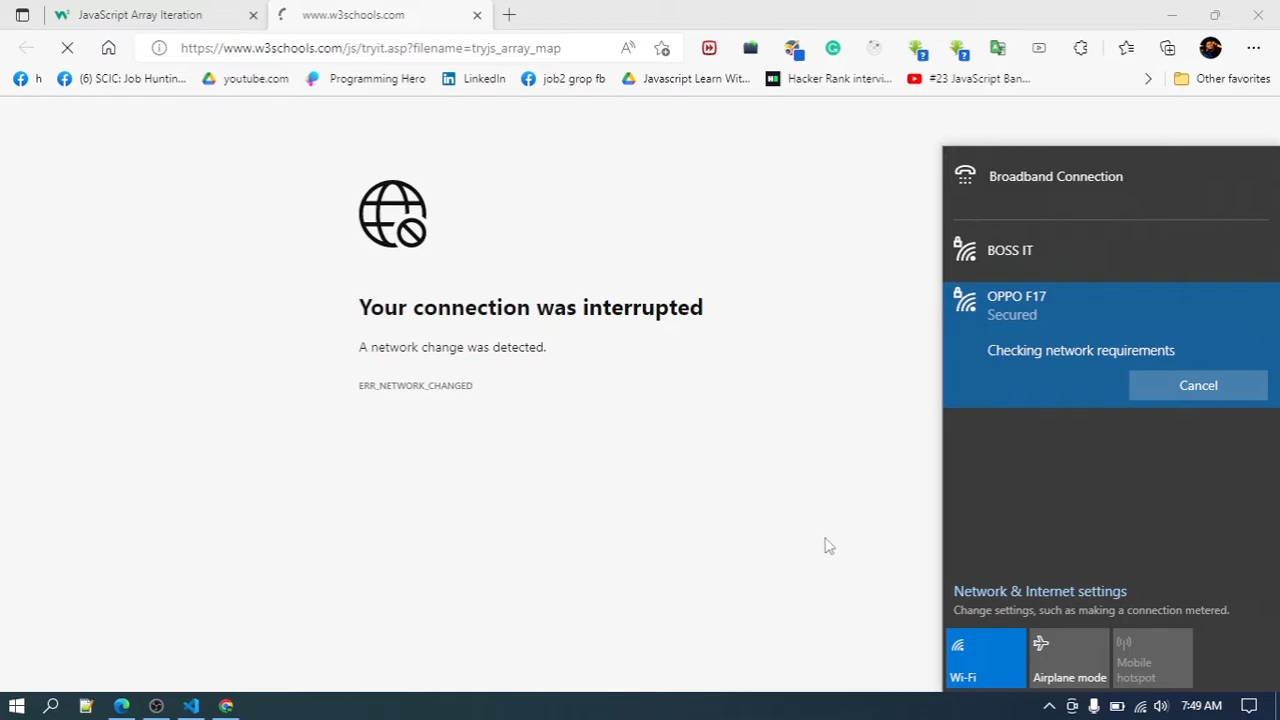 JavaScript Array Iteration
www.w3schools.com
https://www.w3schools.com/js/tryit.asp?filename=tryjs_array_map
h
(6) SCIC: Job Huntin...
youtube.com
Programming Hero
LinkedIn
job2 grop fb
Javascript Learn Wit...
Hacker Rank intervi...
#23 JavaScript Ban...
Other favorites
Your connection was interrupted
A network change was detected.
ERR_NETWORK_CHANGED
Broadband Connection
BOSS IT
OPPO F17
Secured
Checking network requirements
Cancel
Network & Internet settings
Change settings, such as making a connection metered.
Wi-Fi
Airplane mode
Mobile
hotspot
7:49 AM